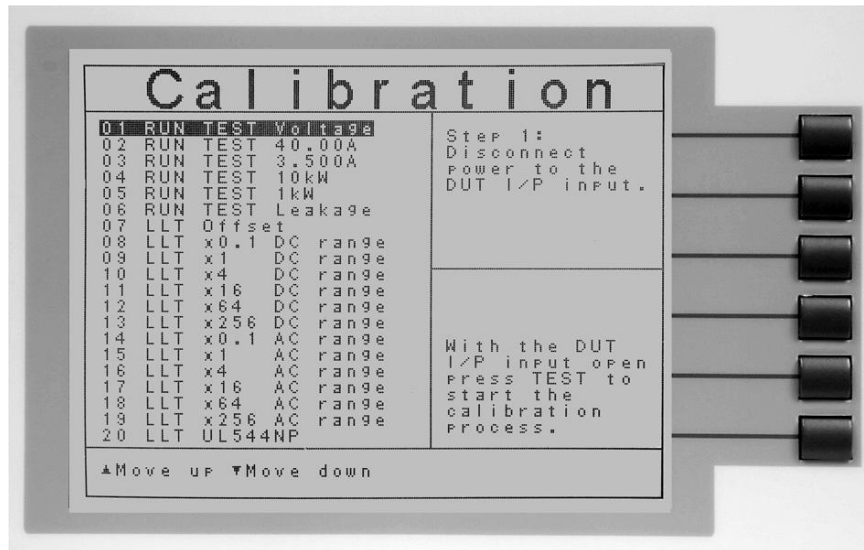 Calibration
01 RUN TEST Voltage
02 RUN TEST 40.00A
03 RUN TEST 3.500A
04 RUN TEST 10kW
05 RUN TEST 1kW
06 RUN TEST Leakage
07 LLT Offset
08 LLT x0.1 DC range
09 LLT x1 DC range
10 LLT x4 DC range
11 LLT x16 DC range
12 LLT x64 DC range
13 LLT x256 DC range
14 LLT x0.1 AC range
15 LLT x1 AC range
16 LLT x4 AC range
17 LLT x16 AC range
18 LLT x64 AC range
19 LLT x256 AC range
20 LLT UL544NP
Step 1:
Disconnect
power to the
DUT I/P input.
With the DUT
I/P input open
press TEST to
start the
calibration
process.
▲Move up ▼Move down